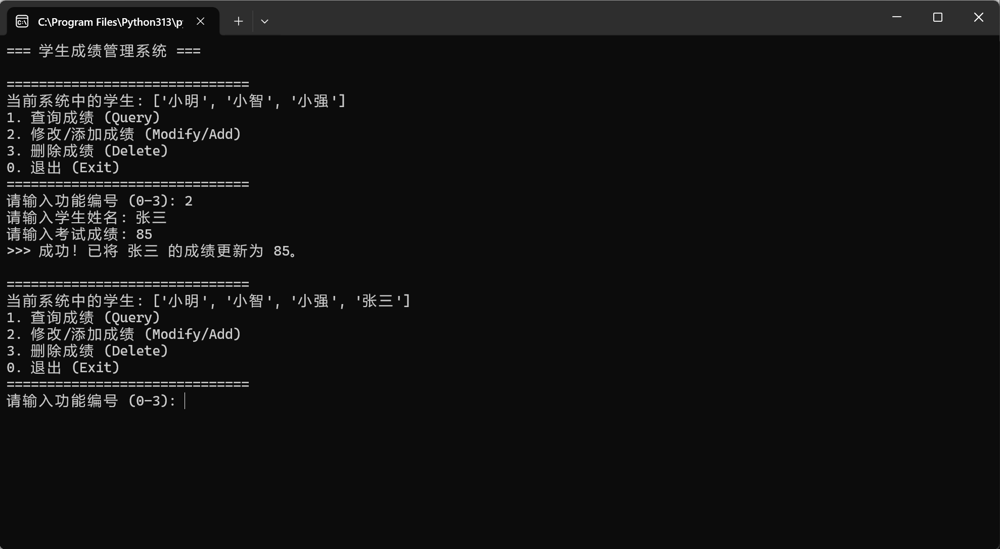 C:\Program Files\Python313\py
=== 学生成绩管理系统 ===
==============================
当前系统中的学生: ['小明', '小智', '小强']
1. 查询成绩 (Query)
2. 修改/添加成绩 (Modify/Add)
3. 删除成绩 (Delete)
0. 退出 (Exit)
==============================
请输入功能编号 (0-3): 2
请输入学生姓名: 张三
请输入考试成绩: 85
>>> 成功! 已将 张三 的成绩更新为 85。
==============================
当前系统中的学生: ['小明', '小智', '小强', '张三']
1. 查询成绩 (Query)
2. 修改/添加成绩 (Modify/Add)
3. 删除成绩 (Delete)
0. 退出 (Exit)
==============================
请输入功能编号 (0-3):